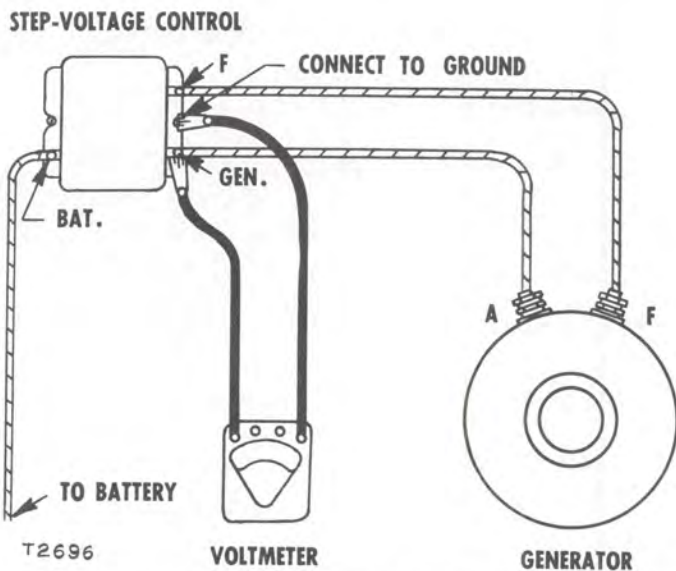 STEP-VOLTAGE CONTROL
F
CONNECT TO GROUND
GEN.
BAT.
A
F
TO BATTERY
T2696
VOLTMETER
GENERATOR